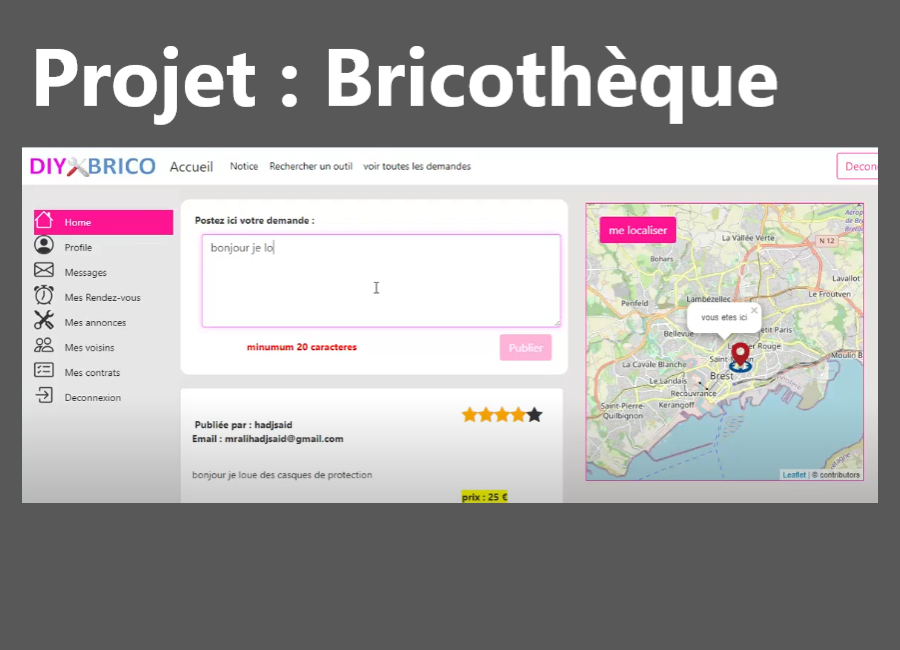 Projet : Bricothèque
DIY BRICO Accueil Notice Rechercher un outil voir toutes les demandes Decon
Home
Profile
Messages
Mes Rendez-vous
Mes annonces
Mes voisins
Mes contrats
Deconnexion
Postez ici votre demande :
bonjour je lo
minumum 20 caracteres
Publier
Publiée par : hadjsaid
Email : mralihadjsaid@gmail.com
bonjour je loue des casques de protection
prix : 25 €
me localiser
La Vallée Verte
N 12
Bohars
Lavallot
Penfeld
Lambézellec
Le Froutven
vous etes ici
×
Bellevue
Petit Paris
Rouge
Moulin B
La Cavale Blanche
Saint-M
Brest
Le Landais
Recouvrance
Saint-Pierre-
Quilbignon
Kerangoff
Leaflet | © contributors